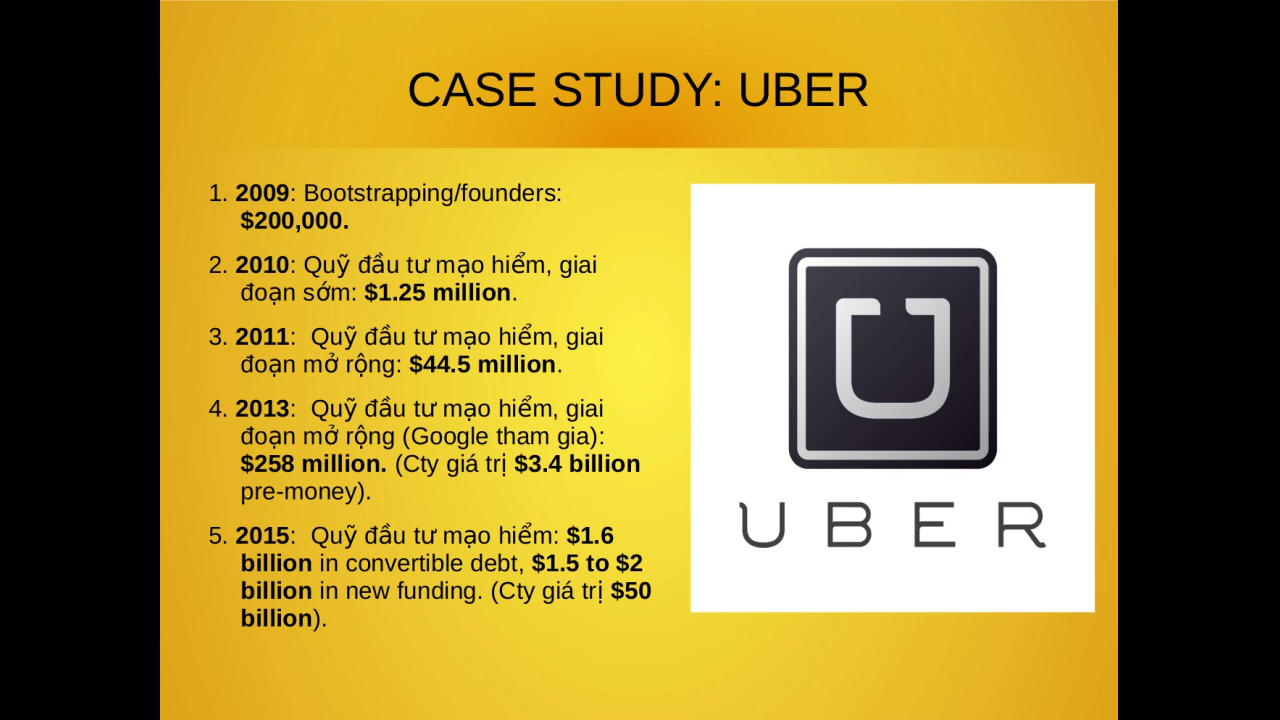 CASE STUDY: UBER
1. 2009: Bootstrapping/founders:
$200,000.
2. 2010: Quỹ đầu tư mạo hiểm, giai
đoạn sớm: $1.25 million.
3. 2011: Quỹ đầu tư mạo hiểm, giai
đoạn mở rộng: $44.5 million.
4. 2013: Quỹ đầu tư mạo hiểm, giai
đoạn mở rộng (Google tham gia):
$258 million. (Cty giá trị $3.4 billion
pre-money).
5. 2015: Quỹ đầu tư mạo hiểm: $1.6
billion in convertible debt, $1.5 to $2
billion in new funding. (Cty giá trị $50
billion).
U
UBER